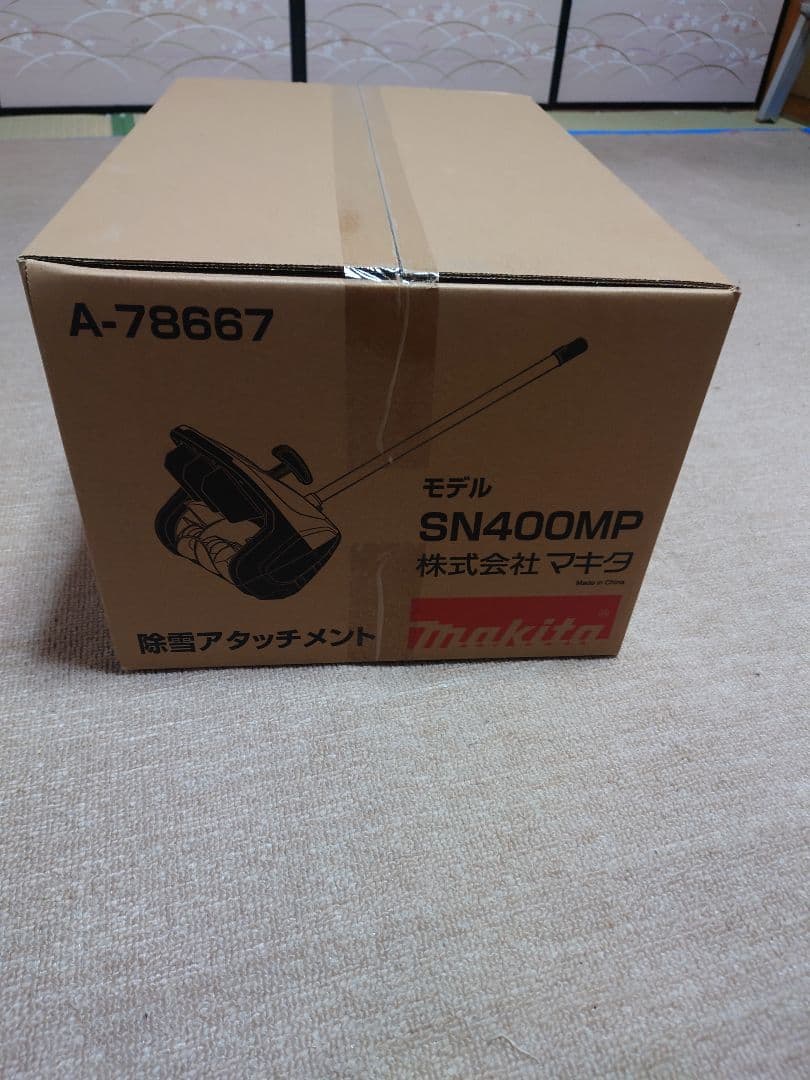 A-78667
モデル
SN400MP
株式会社 マキタ
Made in China
除雪アタッチメント
makita